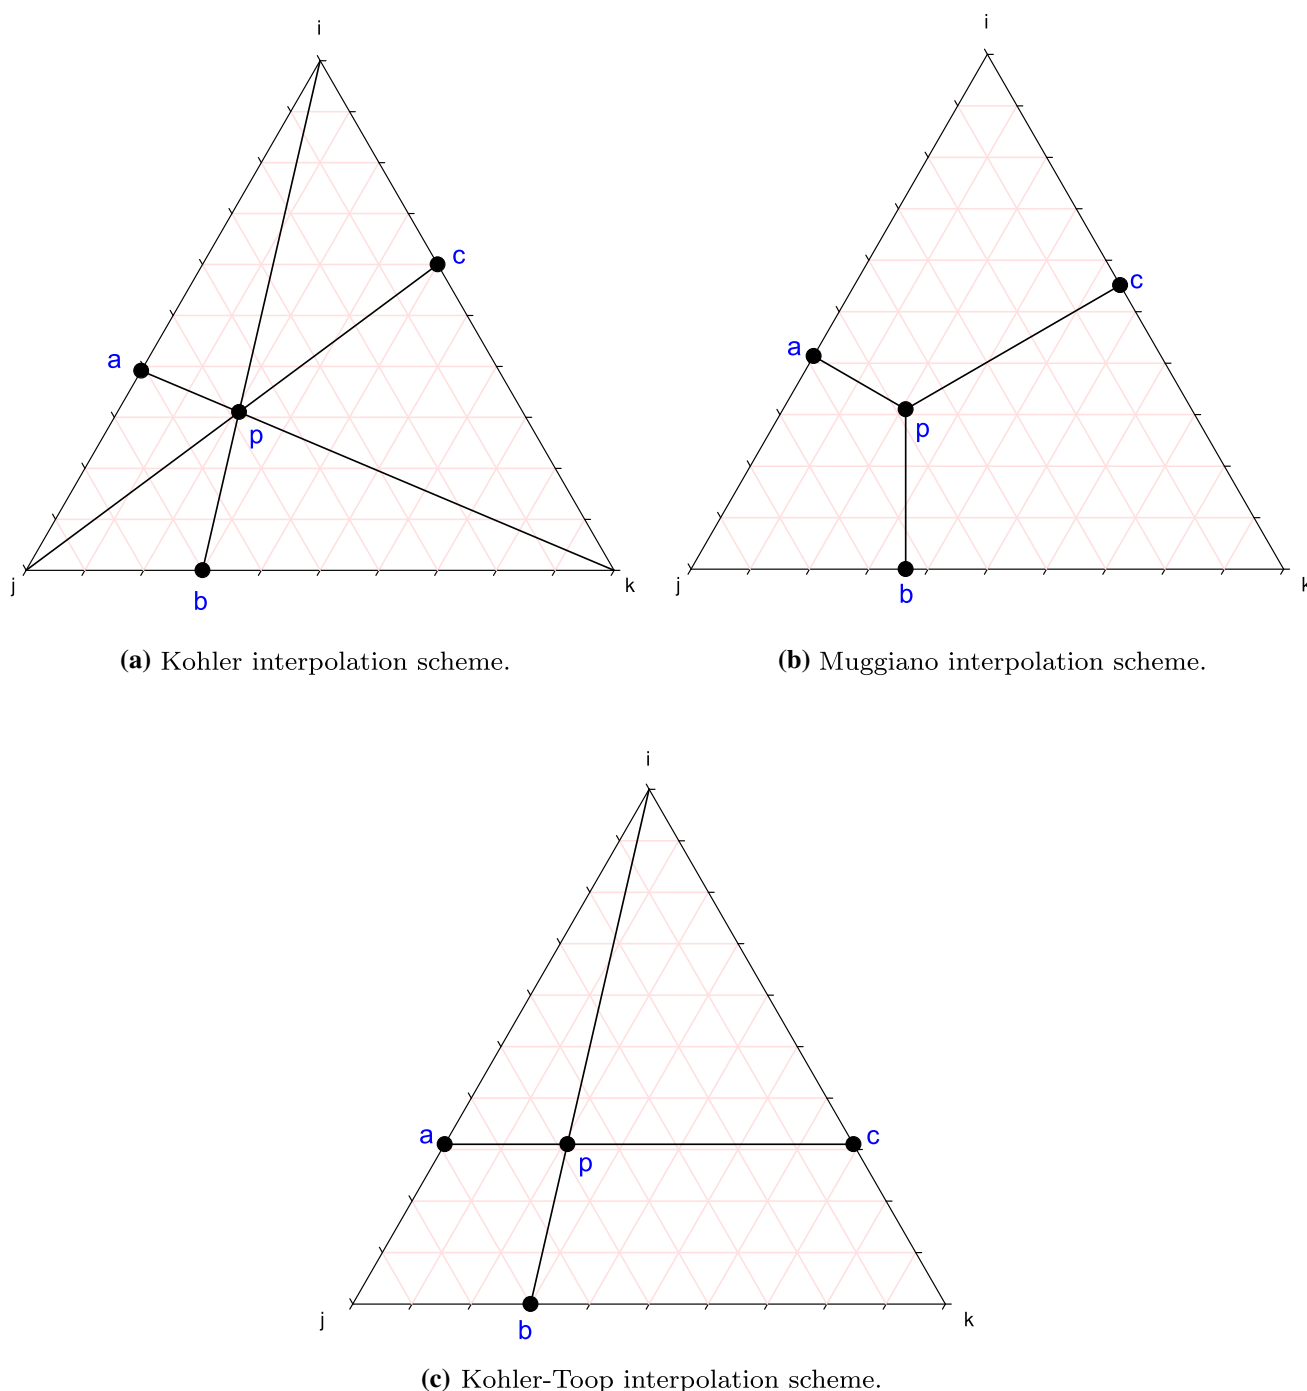 i
c
a
p
j
b
k
(a) Kohler interpolation scheme.
i
c
a
p
j
b
k
(b) Muggiano interpolation scheme.
i
a
c
p
j
b
k
(c) Kohler-Toop interpolation scheme.